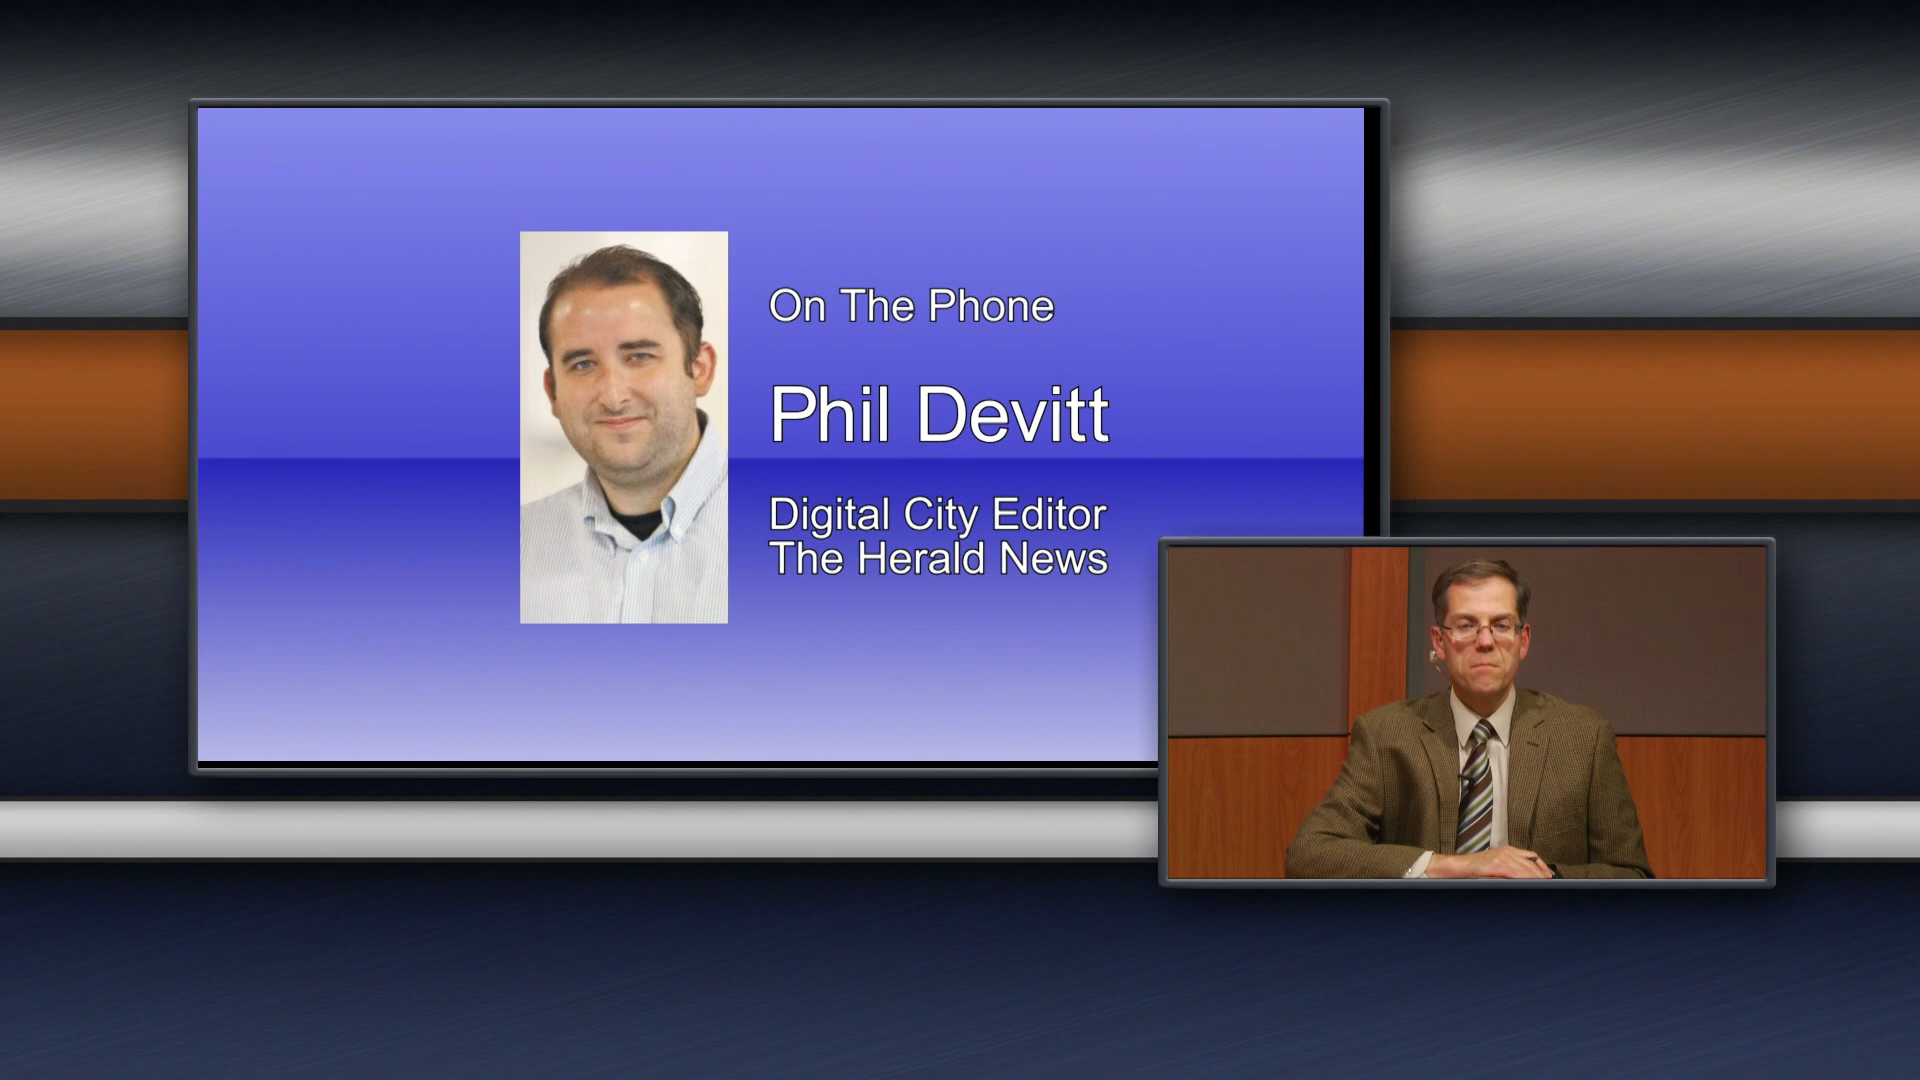 On The Phone
Phil Devitt
Digital City Editor
The Herald News